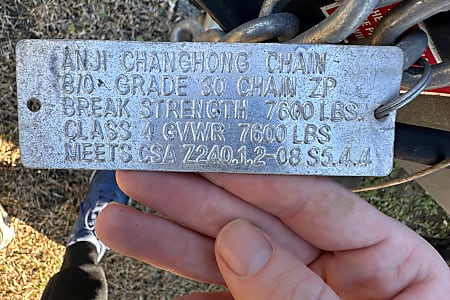 ANJI CHANGHONG CHAIN
8/0 GRADE 30 CHAIN ZP
BREAK STRENGTH 7600 LBS.
CLASS 4 GVWR 7600 LBS
MEETS CSA Z240.1.2-08 S5.4.4